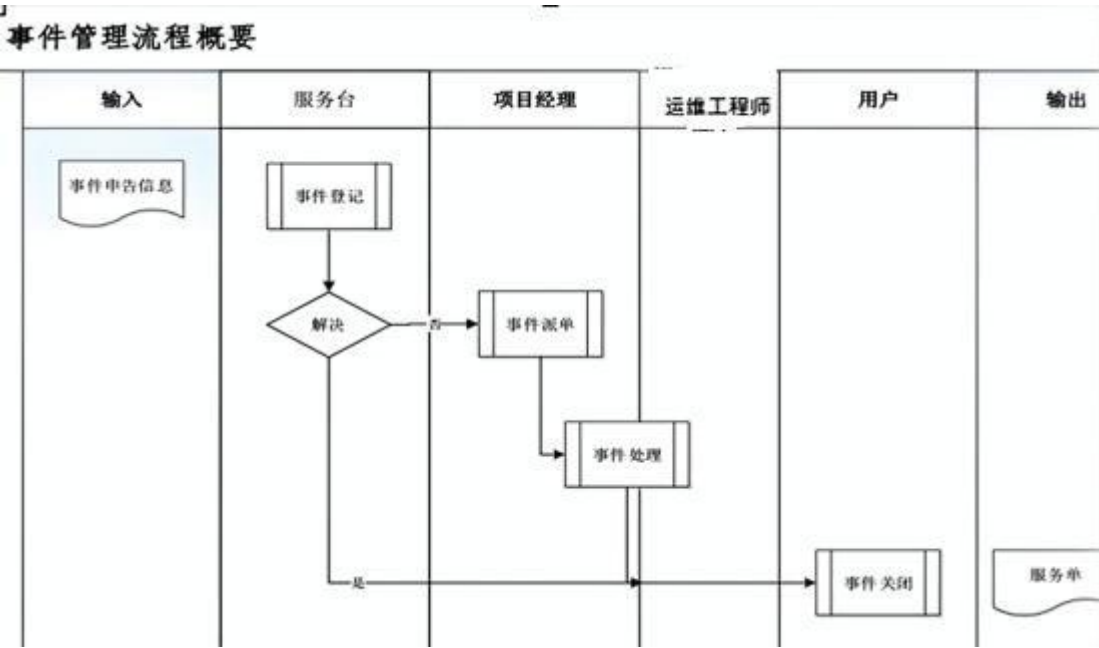 事件管理流程概要
输入
服务台
项目经理
运维工程师
用户
输出
事件申告信息
事件登记
解决
否
事件派单
事件处理
是
事件关闭
服务单